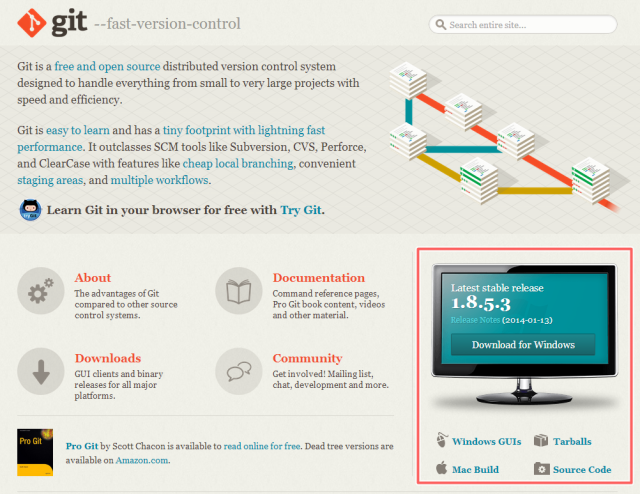 git --fast-version-control
Search entire site...
Git is a free and open source distributed version control system
designed to handle everything from small to very large projects with
speed and efficiency.
Git is easy to learn and has a tiny footprint with lightning fast
performance. It outclasses SCM tools like Subversion, CVS, Perforce,
and ClearCase with features like cheap local branching, convenient
staging areas, and multiple workflows.
Learn Git in your browser for free with Try Git.
About
The advantages of Git
compared to other source
control systems.
Documentation
Command reference pages,
Pro Git book content, videos
and other material.
Downloads
GUI clients and binary
releases for all major
platforms.
Community
Get involved! Mailing list,
chat, development and more.
Latest stable release
1.8.5.3
Release Notes (2014-01-13)
Download for Windows
Windows GUIs
Tarballs
Mac Build
Source Code
Pro Git
Pro Git by Scott Chacon is available to read online for free. Dead tree versions are
available on Amazon.com.